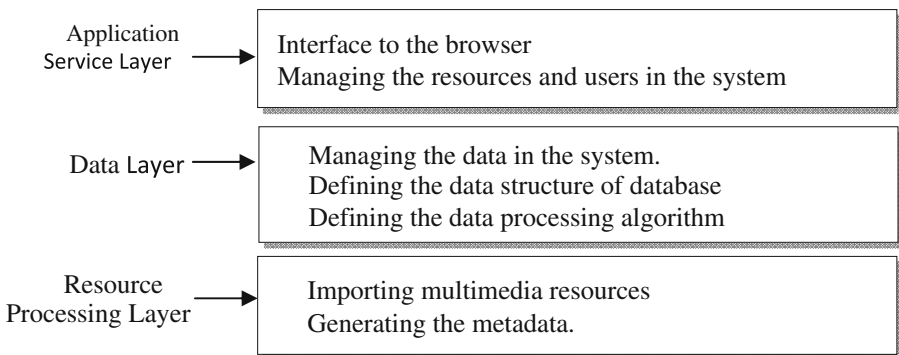 Application
Service Layer
Interface to the browser
Managing the resources and users in the system
Data Layer
Managing the data in the system.
Defining the data structure of database
Defining the data processing algorithm
Resource
Processing Layer
Importing multimedia resources
Generating the metadata.